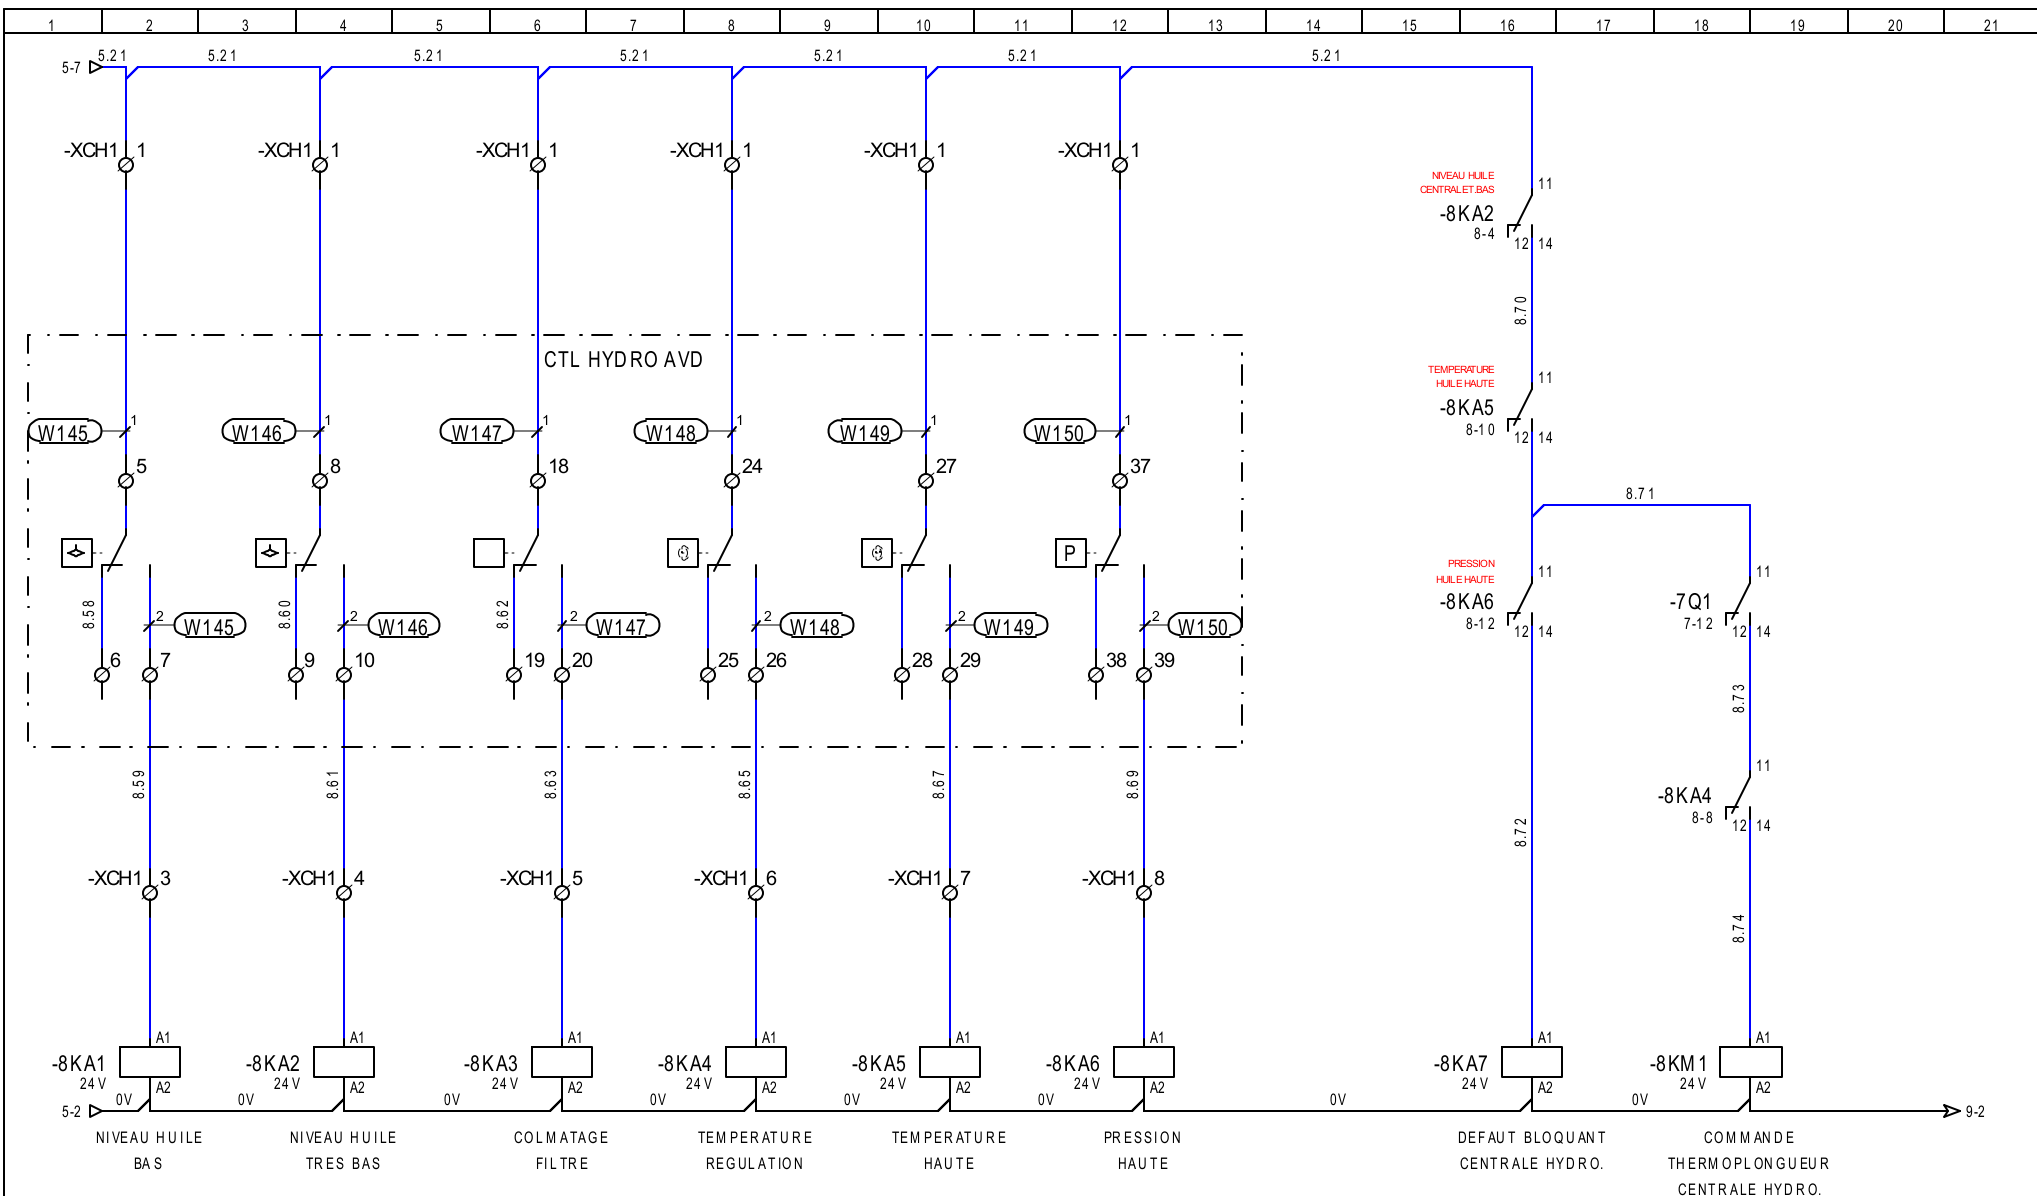 1 2 3 4 5 6 7 8 9 10 11 12 13 14 15 16 17 18 19 20 21
5-7 5.21 5.21 5.21 5.21 5.21 5.21 5.21
-XCH1 1 -XCH1 1 -XCH1 1 -XCH1 1 -XCH1 1 -XCH1 1
NIVEAU HUILE
CENTRALE T.BAS
11
-8KA2
8-4
12 14
8.70
CTL HYDRO AVD
TEMPERATURE
HUILE HAUTE
11
-8KA5
8-10
12 14
W145 1 W146 1 W147 1 W148 1 W149 1 W150 1
5 8 18 24 27 37
8.71
P
PRESSION
HUILE HAUTE
11 11
-8KA6 -7Q1
8-12 7-12
12 14 12 14
8.58 8.60 8.62
2 W145 2 W146 2 W147 2 W148 2 W149 2 W150
6 7 9 10 19 20 25 26 28 29 38 39
8.73
8.59 8.61 8.63 8.65 8.67 8.69
11
-8KA4
8-8
12 14
8.72
-XCH1 3 -XCH1 4 -XCH1 5 -XCH1 6 -XCH1 7 -XCH1 8
8.74
A1 A1 A1 A1 A1 A1 A1 A1
-8KA1 -8KA2 -8KA3 -8KA4 -8KA5 -8KA6 -8KA7 -8KM1
24V 24V 24V 24V 24V 24V 24V 24V
A2 A2 A2 A2 A2 A2 A2 A2
5-2 0V 0V 0V 0V 0V 0V 0V 0V 9-2
NIVEAU HUILE
BAS
NIVEAU HUILE
TRES BAS
COLMATAGE
FILTRE
TEMPERATURE
REGULATION
TEMPERATURE
HAUTE
PRESSION
HAUTE
DEFAUT BLOQUANT
CENTRALE HYDRO.
COMMANDE
THERMOPLONGUEUR
CENTRALE HYDRO.